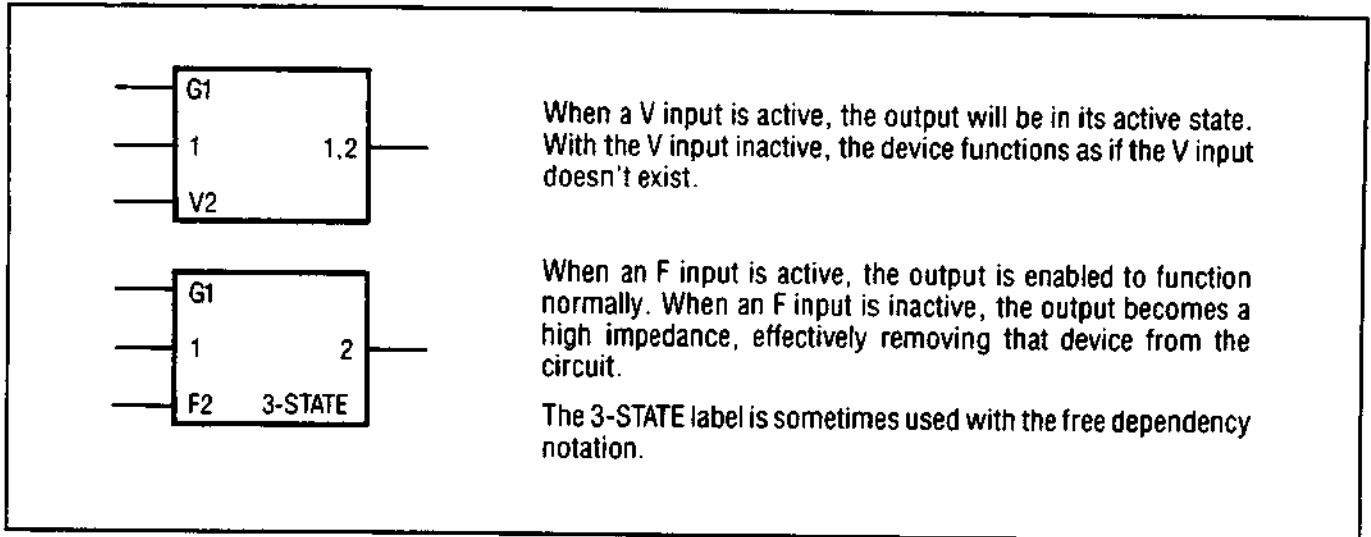 G1
1 1,2
V2
When a V input is active, the output will be in its active state.
With the V input inactive, the device functions as if the V input
doesn't exist.
G1
1 2
F2 3-STATE
When an F input is active, the output is enabled to function
normally. When an F input is inactive, the output becomes a
high impedance, effectively removing that device from the
circuit.
The 3-STATE label is sometimes used with the free dependency
notation.